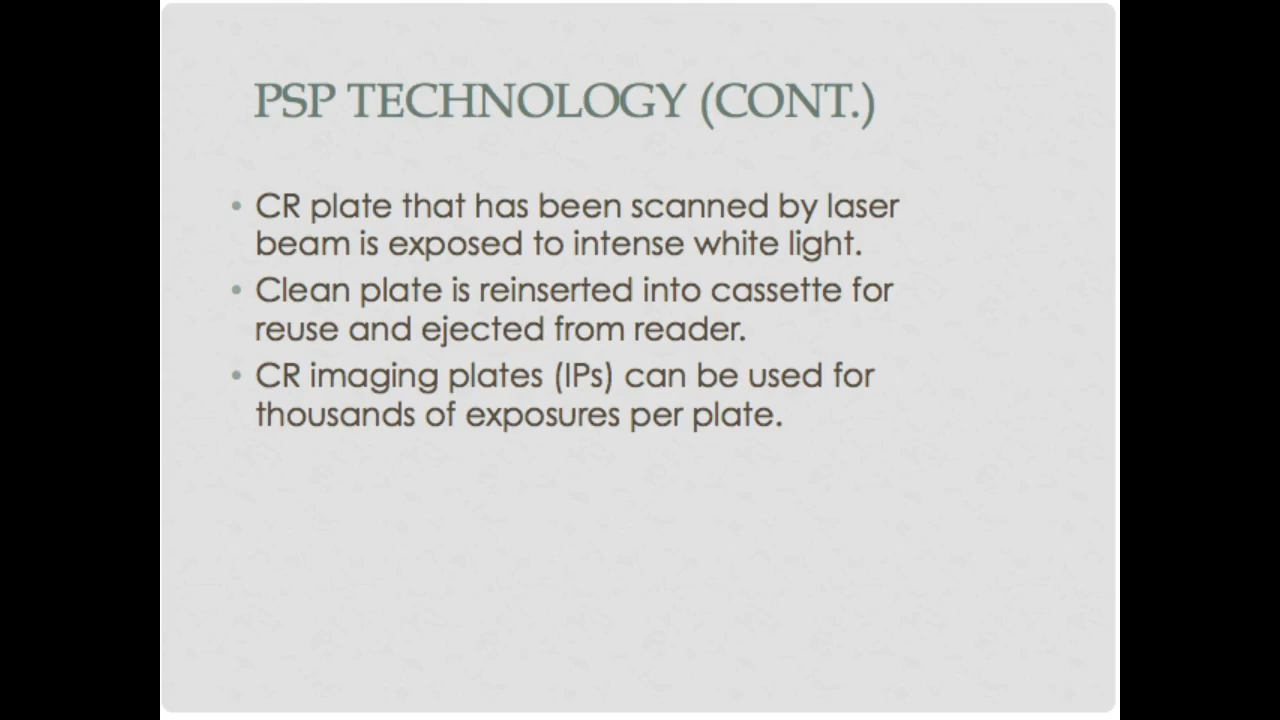 PSP TECHNOLOGY (CONT.)
• CR plate that has been scanned by laser
beam is exposed to intense white light.
• Clean plate is reinserted into cassette for
reuse and ejected from reader.
• CR imaging plates (IPs) can be used for
thousands of exposures per plate.